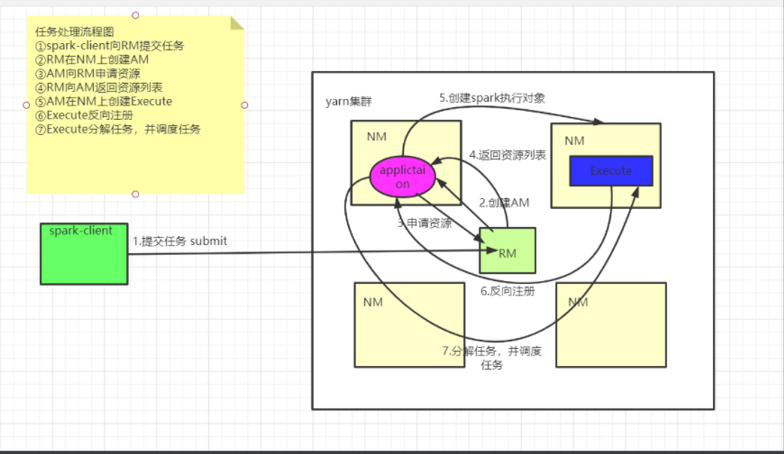 任务处理流程图
①spark-client向RM提交任务
②RM在NM上创建AM
③AM向RM申请资源
④RM向AM返回资源列表
⑤AM在NM上创建Execute
⑥Execute反向注册
⑦Execute分解任务，并调度任务
yarn集群
5.创建spark执行对象
NM
NM
4.返回资源列表
applictai
on
Execute
2.创建AM
3.申请资源
spark-client
1.提交任务 submit
RM
6.反向注册
NM
NM
7.分解任务，并调度
任务